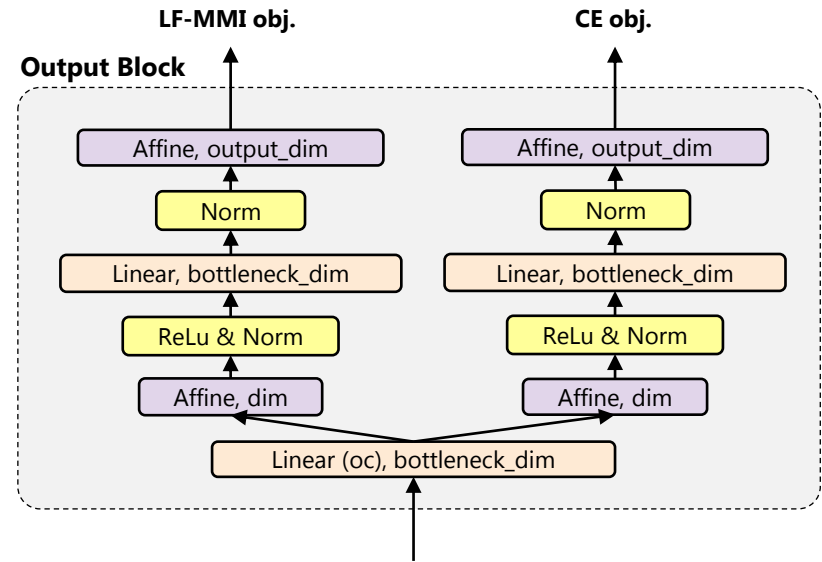 LF-MMI obj.
CE obj.
Output Block
Affine, output_dim
Affine, output_dim
Norm
Norm
Linear, bottleneck_dim
Linear, bottleneck_dim
ReLu & Norm
ReLu & Norm
Affine, dim
Affine, dim
Linear (oc), bottleneck_dim